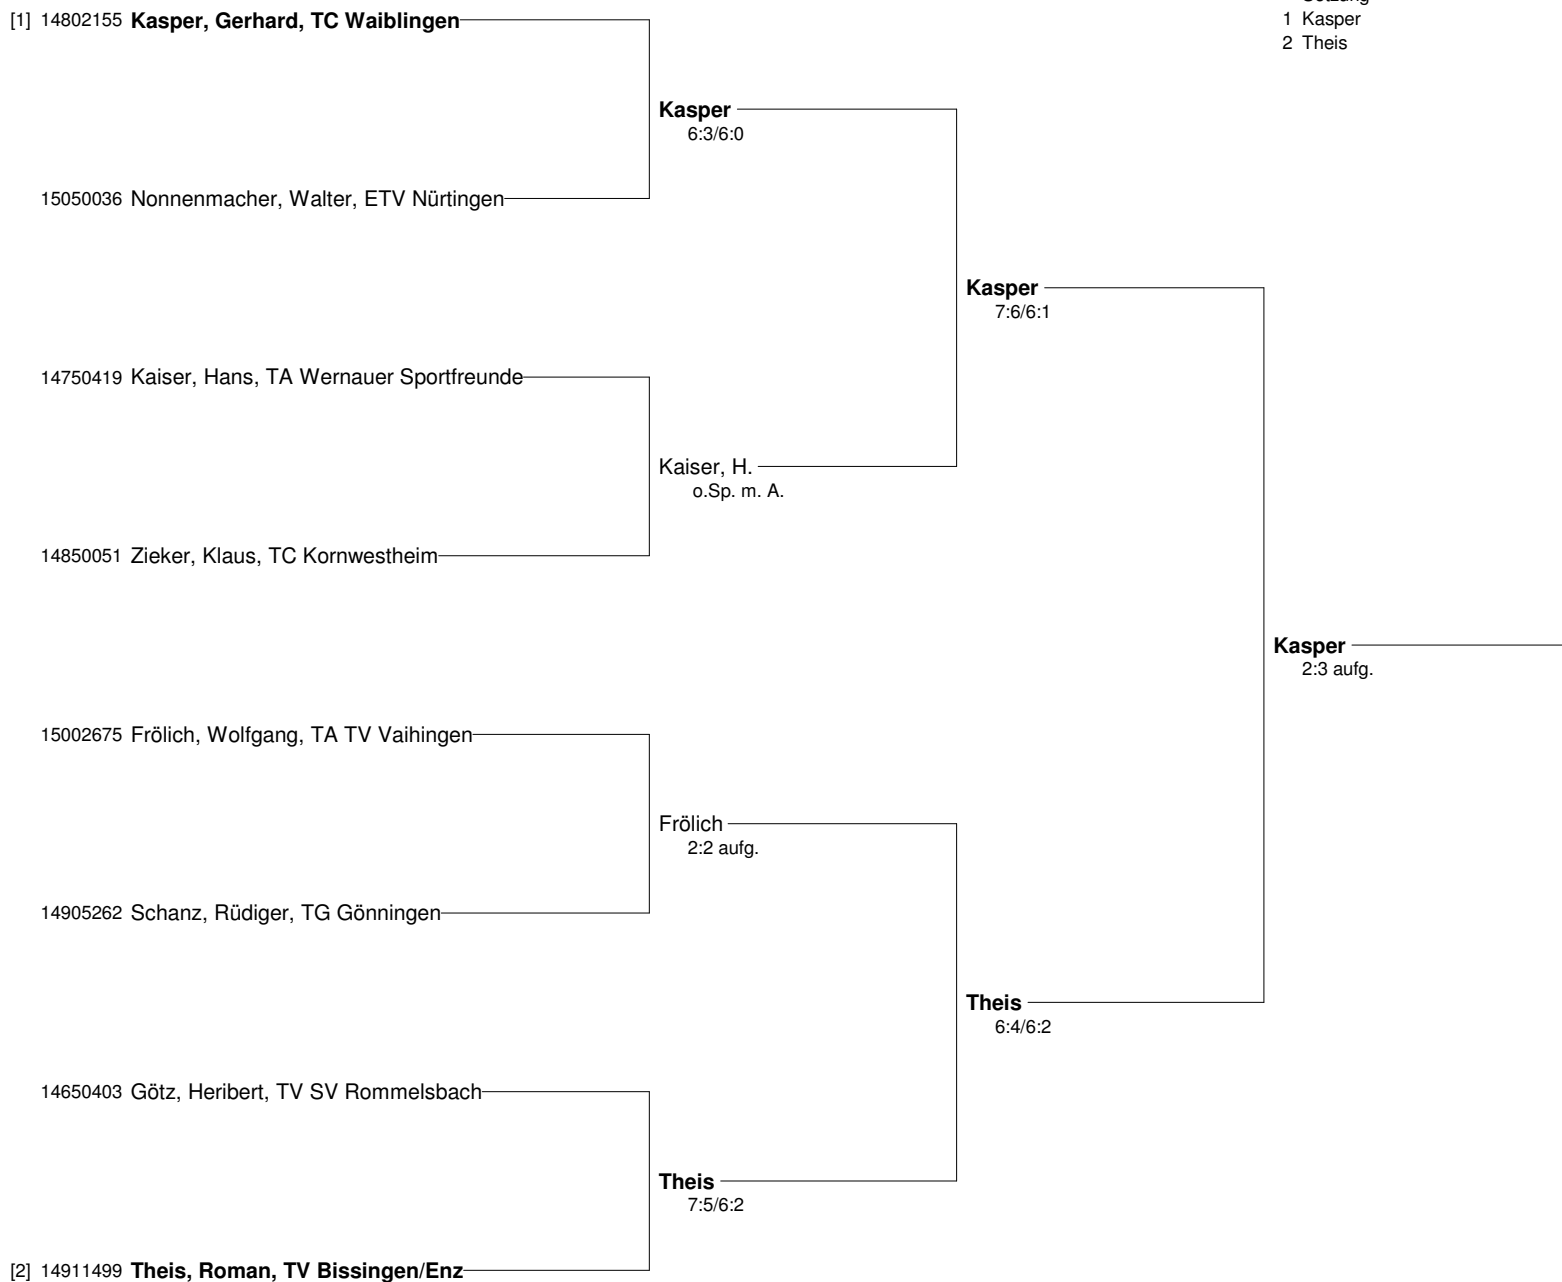 Setzung
[1] 14802155 Kasper, Gerhard, TC Waiblingen
1 Kasper
2 Theis
Kasper
6:3/6:0
15050036 Nonnenmacher, Walter, ETV Nürtingen
Kasper
7:6/6:1
14750419 Kaiser, Hans, TA Wernauer Sportfreunde
Kaiser, H.
o.Sp. m. A.
14850051 Zieker, Klaus, TC Kornwestheim
Kasper
2:3 aufg.
15002675 Frölich, Wolfgang, TA TV Vaihingen
Frölich
2:2 aufg.
14905262 Schanz, Rüdiger, TG Gönningen
Theis
6:4/6:2
14650403 Götz, Heribert, TV SV Rommelsbach
Theis
7:5/6:2
[2] 14911499 Theis, Roman, TV Bissingen/Enz